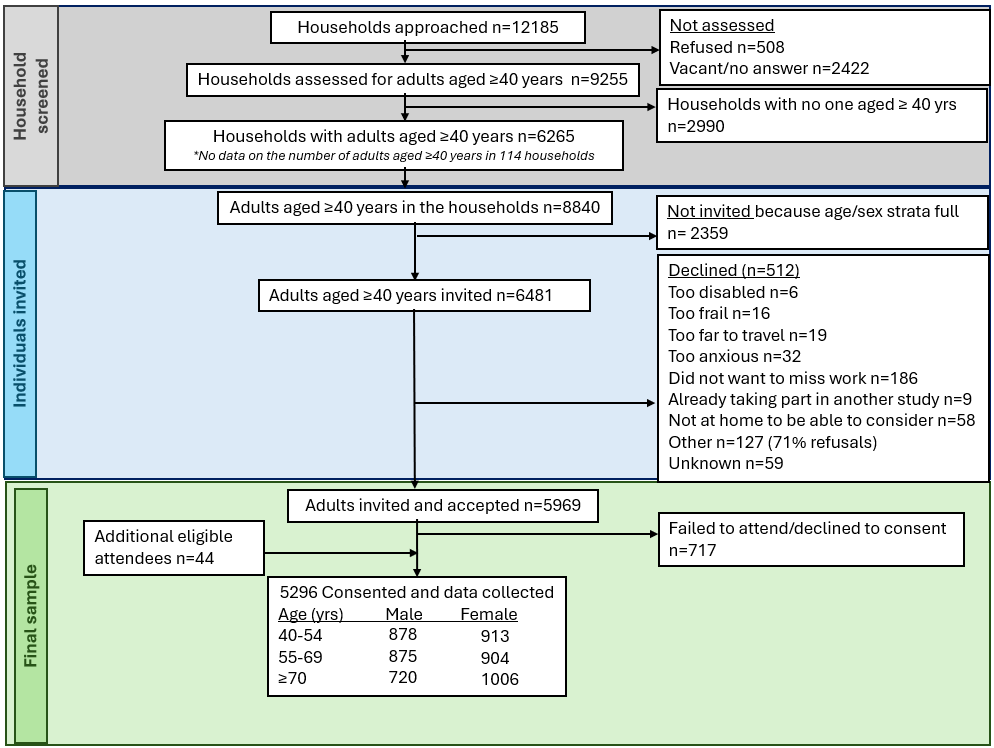 Household
screened
Households approached n=12185
Not assessed
Refused n=508
Vacant/no answer n=2422
Households assessed for adults aged ≥40 years  n=9255
Households with no one aged ≥ 40 yrs
n=2990
Households with adults aged ≥40 years n=6265
*No data on the number of adults aged ≥40 years in 114 households
Individuals invited
Adults aged ≥40 years in the households n=8840
Not invited because age/sex strata full
n= 2359
Adults aged ≥40 years invited n=6481
Declined (n=512)
Too disabled n=6
Too frail n=16
Too far to travel n=19
Too anxious n=32
Did not want to miss work n=186
Already taking part in another study n=9
Not at home to be able to consider n=58
Other n=127 (71% refusals)
Unknown n=59
Final sample
Adults invited and accepted n=5969
Additional eligible
attendees n=44
Failed to attend/declined to consent
n=717
5296 Consented and data collected
Age (yrs) Male Female
40-54 878 913
55-69 875 904
≥70 720 1006